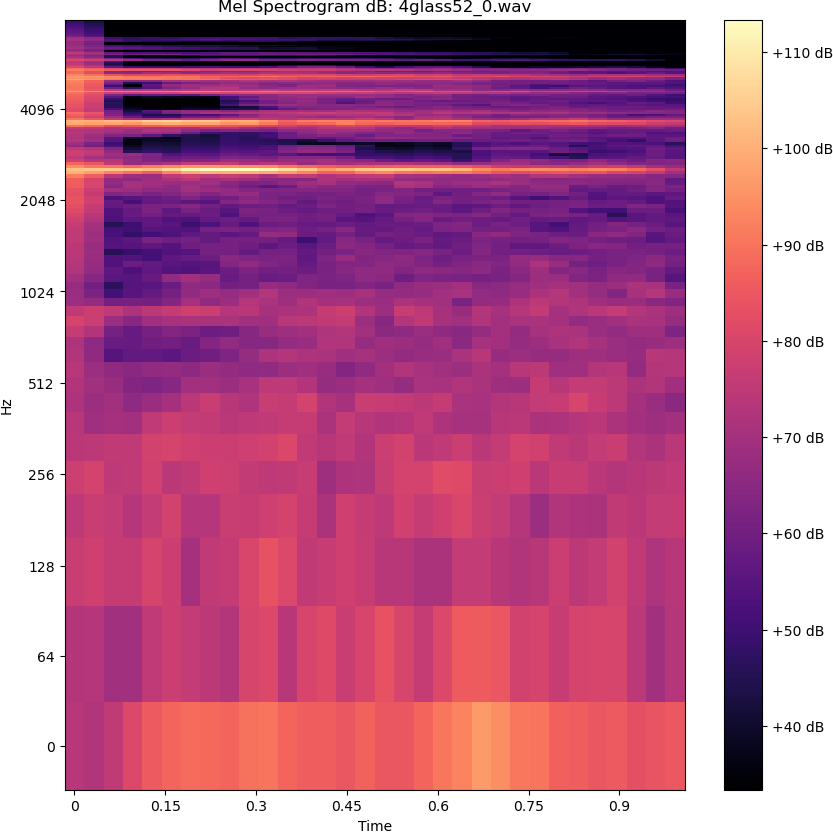 Mel Spectrogram dB: 4glass52_0.wav
+110 dB
+100 dB
+90 dB
+80 dB
+70 dB
+60 dB
+50 dB
+40 dB
Hz
4096
2048
1024
512
256
128
64
0
0 0.15 0.3 0.45 0.6 0.75 0.9
Time